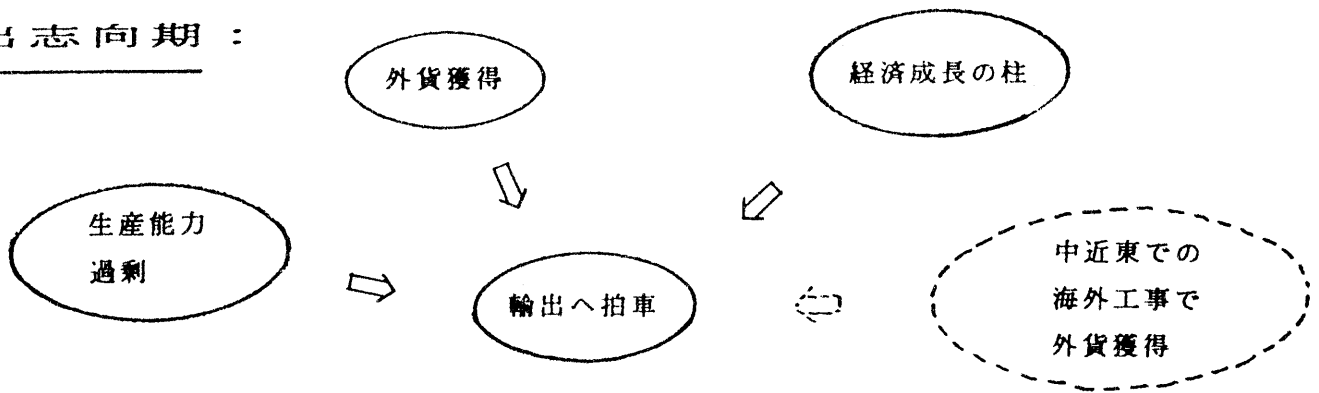 出志向期：
外貨獲得
経済成長の柱
生産能力
過剰
輸出へ拍車
中近東での
海外工事で
外貨獲得